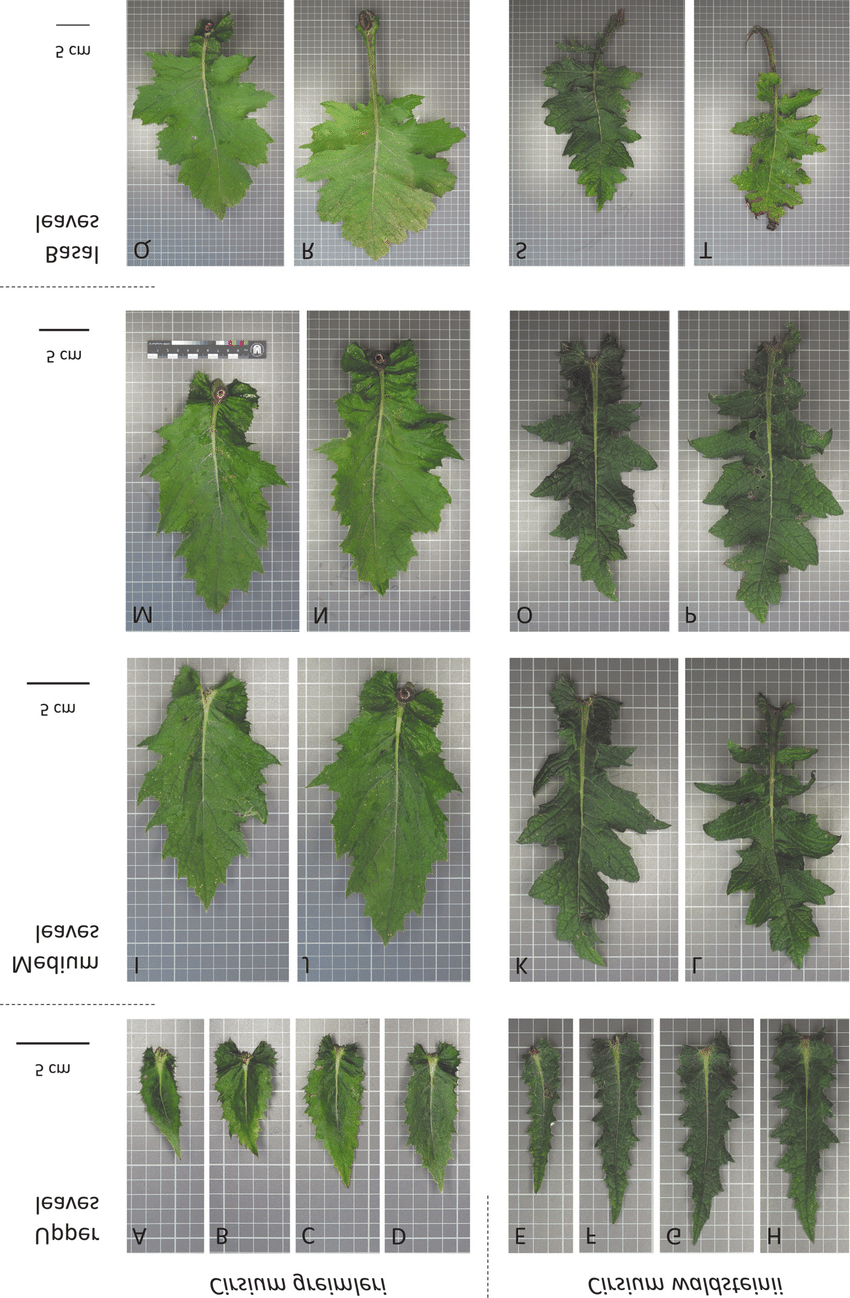 Cirsium greimleri
Cirsium waldsteinii
Upper
leaves
A
B
C
D
E
F
G
H
5 cm
Medium
leaves
I
J
K
L
5 cm
M
N
O
P
5 cm
Basal
leaves
Q
R
S
T
5 cm